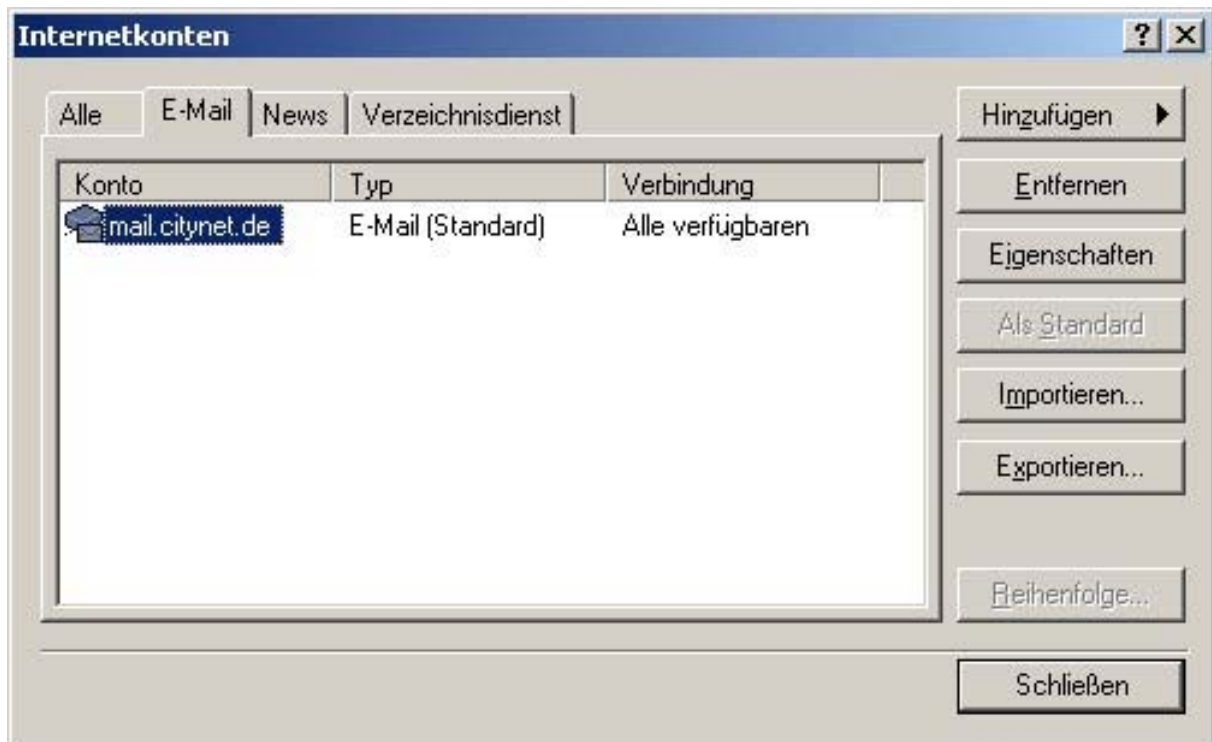 Internetkonten
Alle E-Mail News Verzeichnisdienst
Konto Typ Verbindung
mail.citynet.de E-Mail (Standard) Alle verfügbaren
Hinzufügen
Entfernen
Eigenschaften
Als Standard
Importieren...
Exportieren...
Reihenfolge...
Schließen